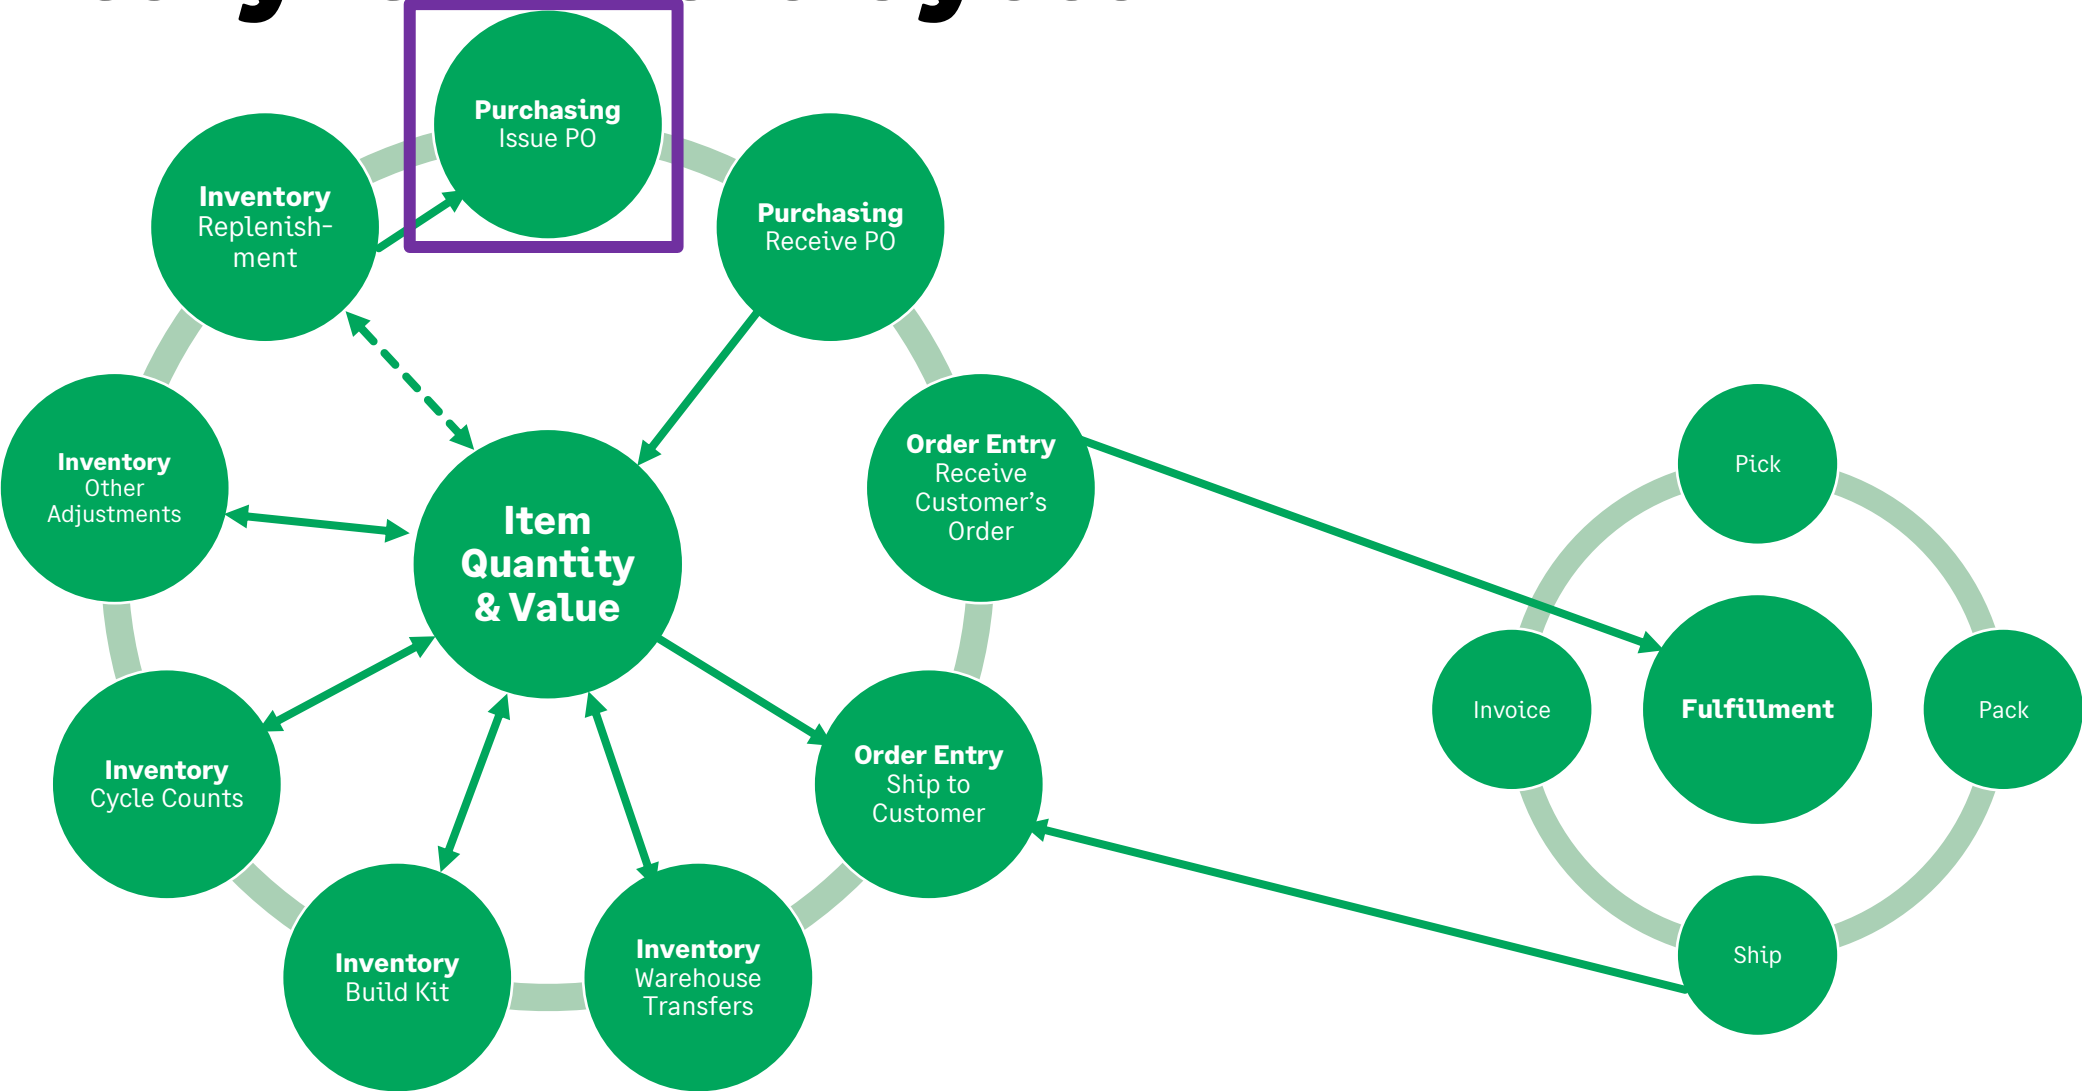 Purchasing
Issue PO
Inventory
Replenish-
ment
Purchasing
Receive PO
Inventory
Other
Adjustments
Order Entry
Receive
Customer’s
Order
Item
Quantity
& Value
Inventory
Cycle Counts
Order Entry
Ship to
Customer
Inventory
Build Kit
Inventory
Warehouse
Transfers
Pick
Invoice
Fulfillment
Pack
Ship